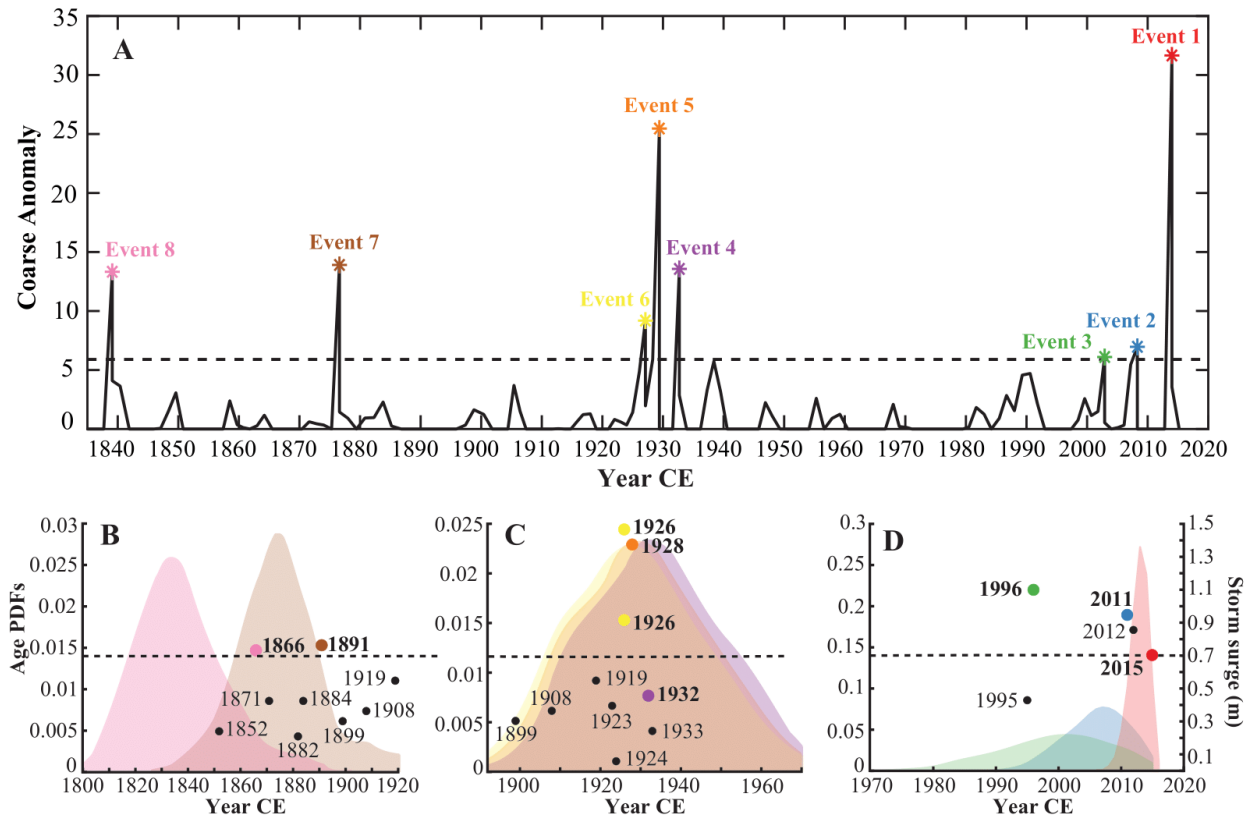 A
Coarse Anomaly
35
30
25
20
15
10
5
0
Event 8
Event 7
Event 6
Event 5
Event 4
Event 3
Event 2
Event 1
1840 1850 1860 1870 1880 1890 1900 1910 1920 1930 1940 1950 1960 1970 1980 1990 2000 2010 2020
Year CE
B
Age PDFs
0.03
0.025
0.02
0.015
0.01
0.005
0
1866
1891
1919
1871
1884
1908
1852
1882
1899
1800 1820 1840 1860 1880 1900 1920
Year CE
C
0.025
0.02
0.015
0.01
0.005
0
1926
1928
1926
1919
1932
1908
1923
1899
1933
1924
1900 1920 1940 1960
Year CE
D
0.3
0.25
0.2
0.15
0.1
0.05
0
1996
2011
2012
2015
1995
1970 1980 1990 2000 2010 2020
Year CE
1.5
1.3
1.1
0.9
0.7
0.5
0.3
0.1
Storm surge (m)